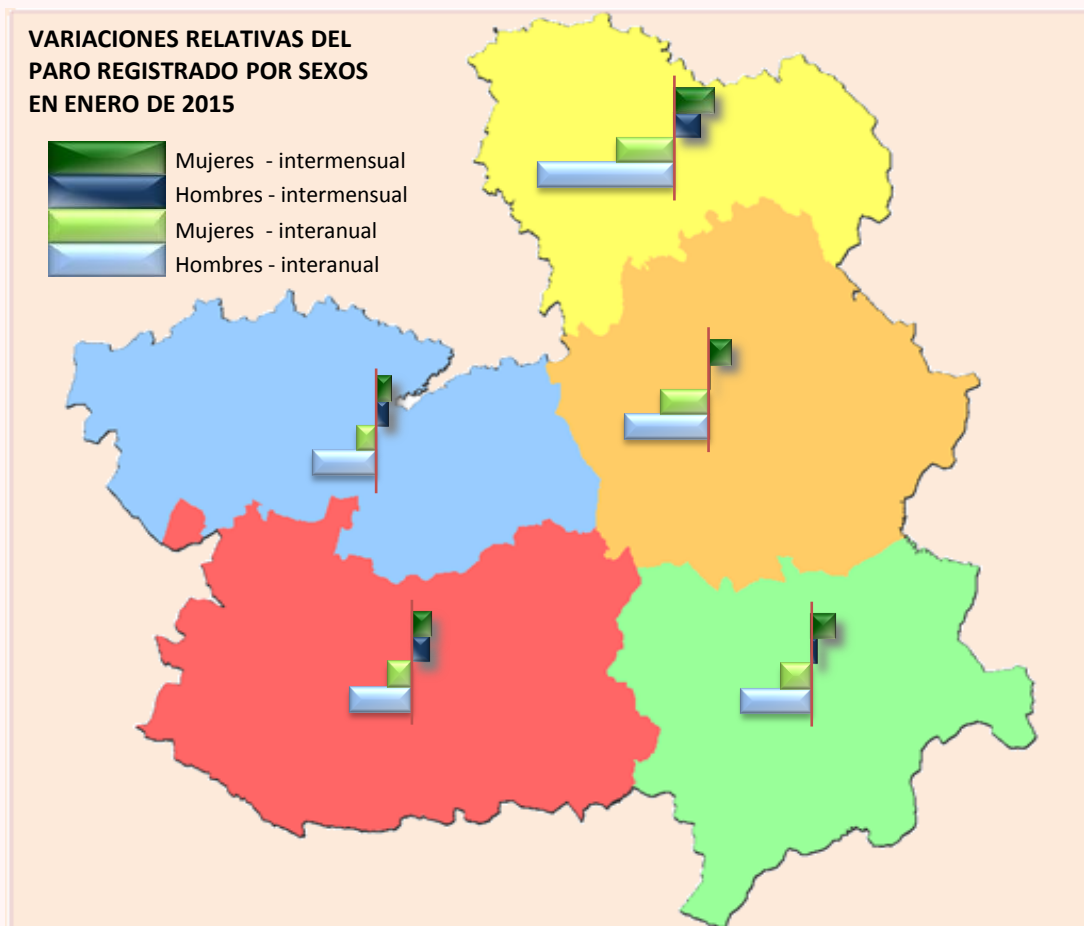 VARIACIONES RELATIVAS DEL
PARO REGISTRADO POR SEXOS
EN ENERO DE 2015
Mujeres - intermensual
Hombres - intermensual
Mujeres - interanual
Hombres - interanual